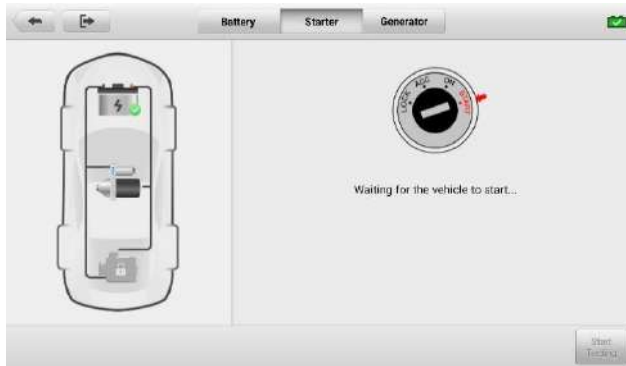 Battery Starter Generator
LOCK ACC ON START
Waiting for the vehicle to start...
Start
Testing